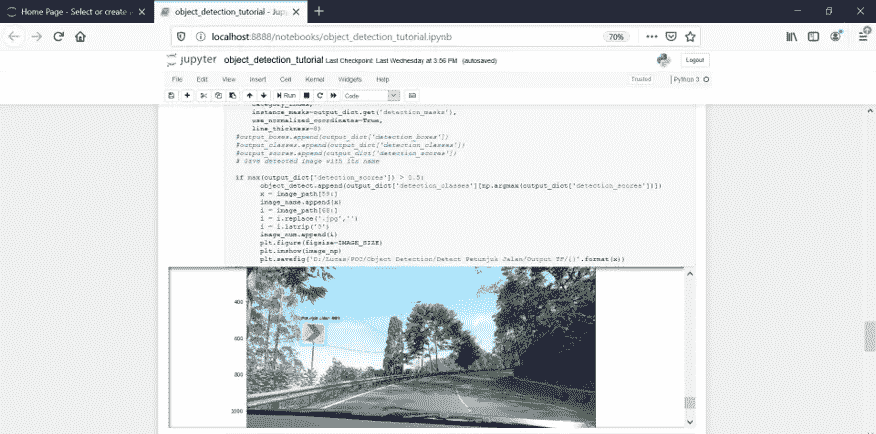 Home Page - Select or create a
object_detection_tutorial - Jup
localhost:8888/notebooks/object_detection_tutorial.ipynb
70%
jupyter object_detection_tutorial Last Checkpoint: Last Wednesday at 3:56 PM (autosaved)
Logout
File Edit View Insert Cell Kernel Widgets Help
Trusted
Python 3
Run
Code
category_index,
instance_masks=output_dict.get('detection_masks'),
use_normalized_coordinates=True,
line_thickness=8)
#output_boxes.append(output_dict['detection_boxes'])
#output_classes.append(output_dict['detection_classes'])
#output_scores.append(output_dict['detection_scores'])
# Save detected image with its name
if max(output_dict['detection_scores']) > 0.5:
object_detect.append(output_dict['detection_classes'][np.argmax(output_dict['detection_scores'])])
x = image_path[59:]
image_name.append(x)
i = image_path[68:]
i = i.replace('.jpg','')
i = i.lstrip('0')
image_num.append(i)
plt.figure(figsize=IMAGE_SIZE)
plt.imshow(image_np)
plt.savefig('D:/Lucas/POC/Object Detection/Detect Petunjuk Jalan/Output TF/{}'.format(x))
400
600
800
1000